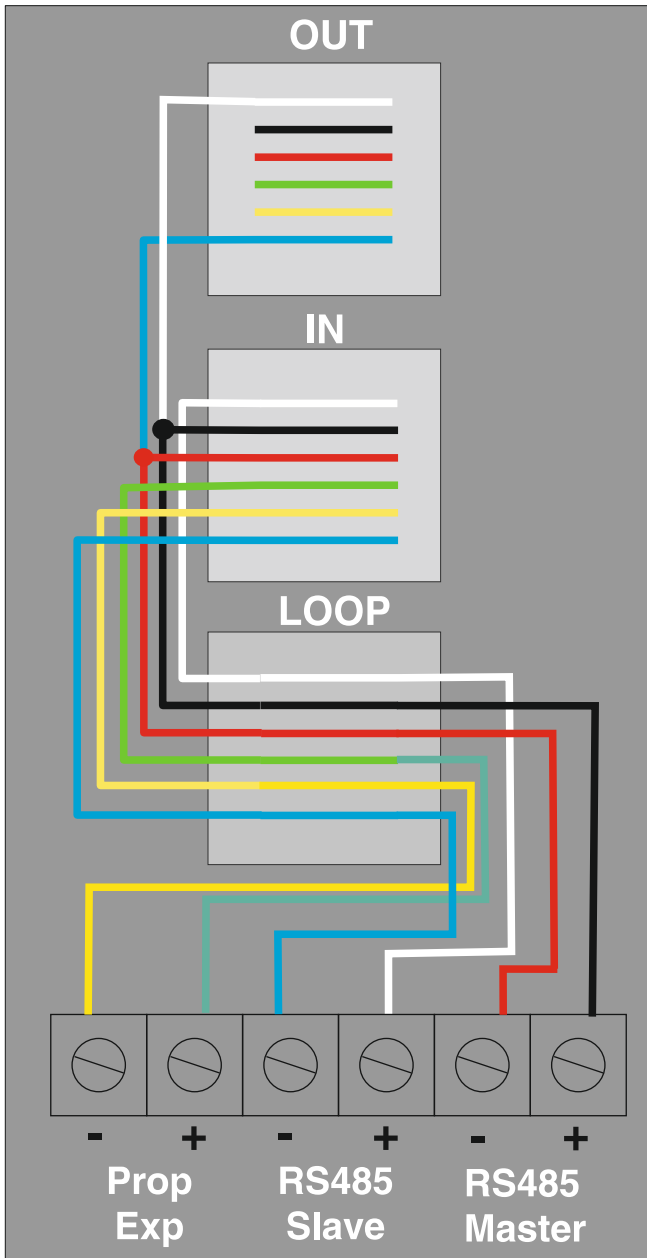 OUT
IN
LOOP
- + - + - +
Prop Exp
RS485 Slave
RS485 Master